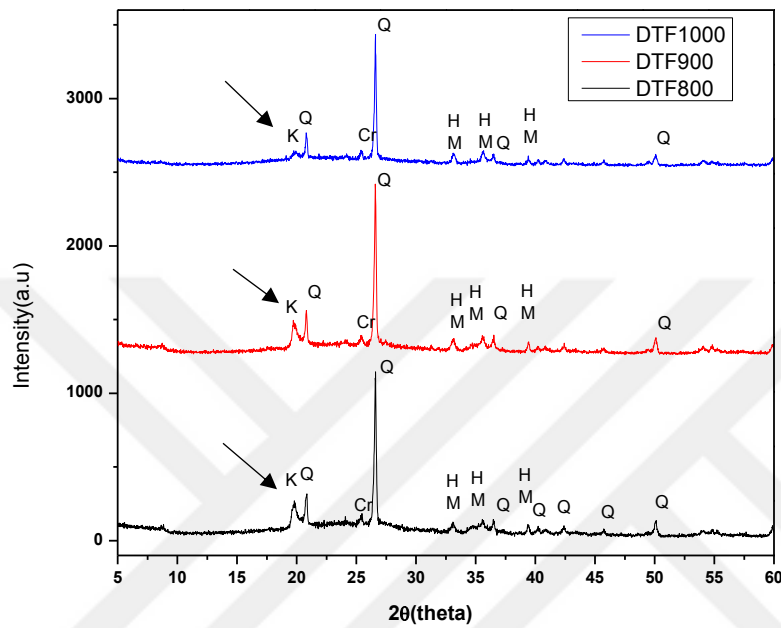 Q
DTF1000
DTF900
DTF800
3000
K Q Cr H M H M Q H M Q
Q
2000
K Q Cr H M H M Q H M Q
Q
1000
K Q Cr H M H M Q H M Q Q Q Q
0
5 10 15 20 25 30 35 40 45 50 55 60
Intensity(a.u)
2θ(theta)